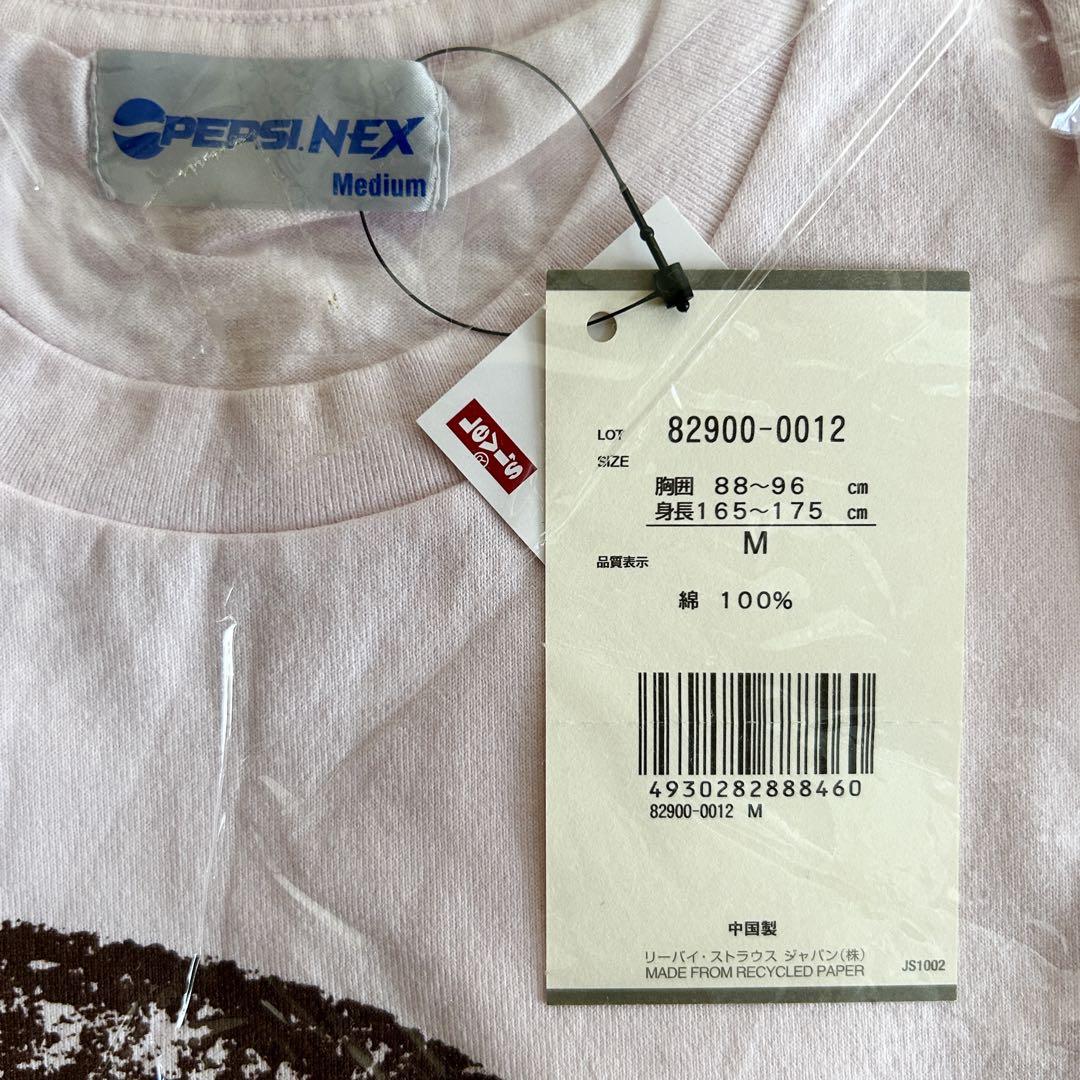 PEPSI NEX
Medium
Levi's®
LOT 82900-0012
SIZE
胸囲 88～96 cm
身長165～175 cm
M
品質表示
綿 100%
4930282888460
82900-0012 M
中国製
リーバイ・ストラウス ジャパン(株)
MADE FROM RECYCLED PAPER
JS1002